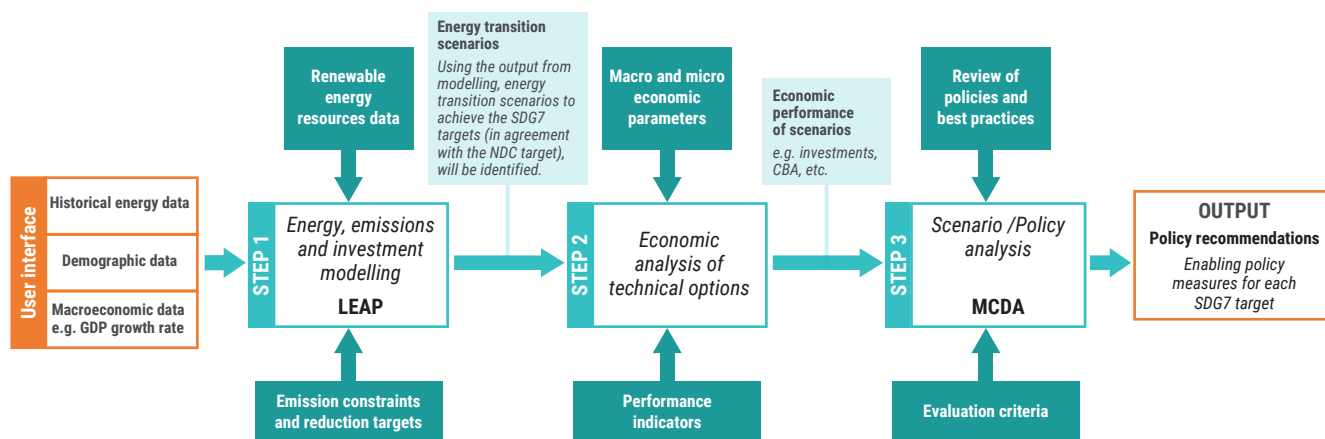 User interface
Historical energy data
Demographic data
Macroeconomic data
e.g. GDP growth rate
Renewable
energy
resources data
STEP 1
Energy, emissions
and investment
modelling
LEAP
Emission constraints
and reduction targets
Energy transition
scenarios
Using the output from
modelling, energy
transition scenarios to
achieve the SDG7
targets (in agreement
with the NDC target),
will be identified.
Macro and micro
economic
parameters
STEP 2
Economic
analysis of
technical options
Performance
indicators
Economic
performance
of scenarios
e.g. investments,
CBA, etc.
Review of
policies and
best practices
STEP 3
Scenario /Policy
analysis
MCDA
Evaluation criteria
OUTPUT
Policy recommendations
Enabling policy
measures for each
SDG7 target